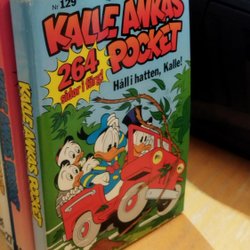 Nr 129
KALLE ANKAS
POCKET
264
sidor i färg!
Håll i hatten, Kalle!
KALLE ANKAS POCKET